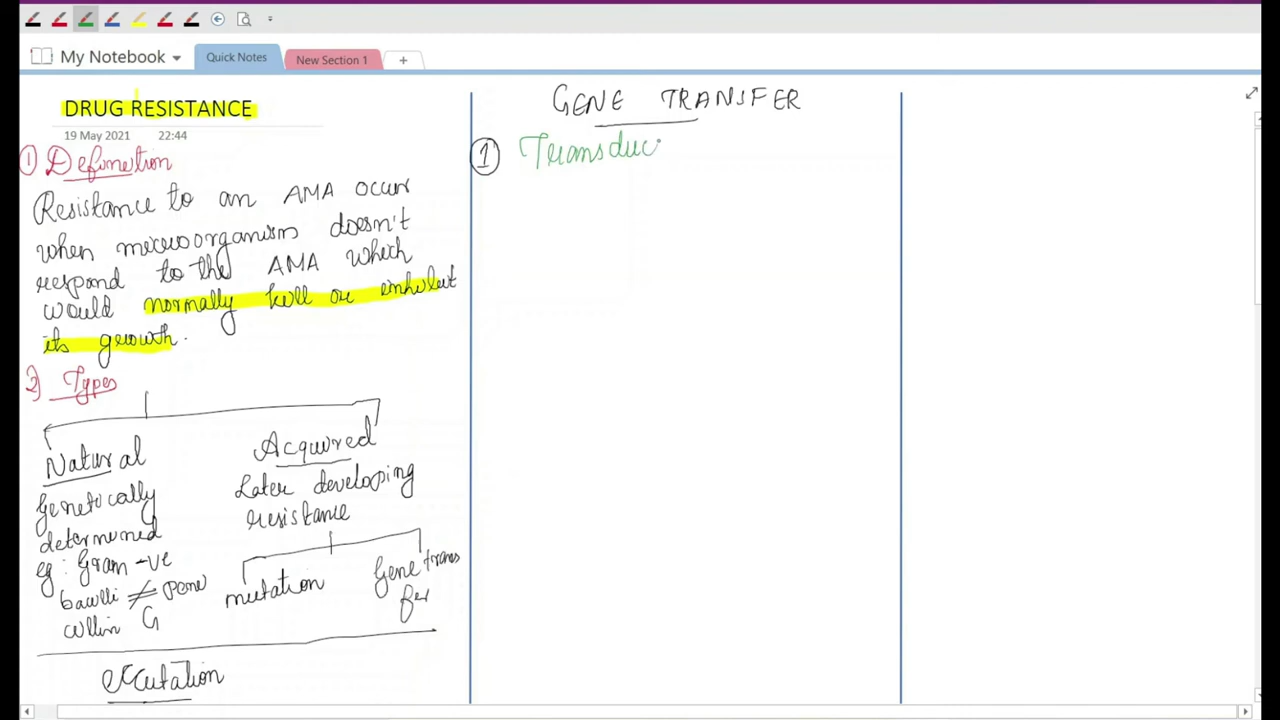 My Notebook
Quick Notes
New Section 1
DRUG RESISTANCE
19 May 2021 22:44
1 Definetion
Resistance to an AMA occur
when microorganism doesn't
respond to the AMA which
would normally kill or inhibit
its growth.
2) Types
Natural
Genetically
determined
eg: Gram -ve
bacilli ≠ peni
cillin G
Acquired
Later developing
resistance
mutation
Gene trans
fer
Mutation
GENE TRANSFER
1 Transduc